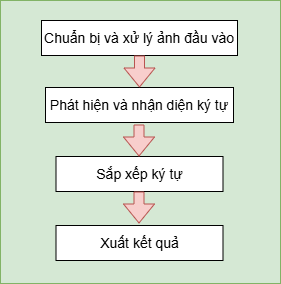 Chuẩn bị và xử lý ảnh đầu vào
Phát hiện và nhận diện ký tự
Sắp xếp ký tự
Xuất kết quả